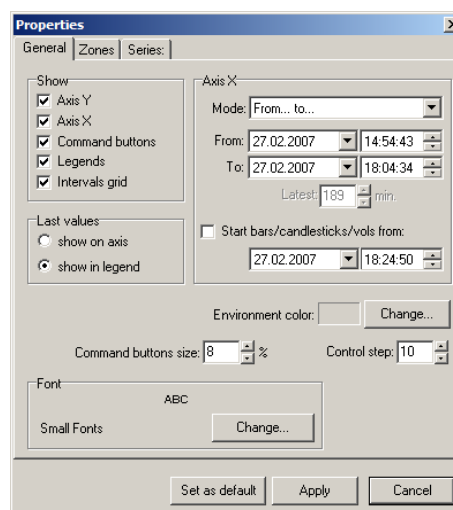 Properties
General Zones Series:
Show
Axis Y
Axis X
Command buttons
Legends
Intervals grid
Last values
show on axis
show in legend
Axis X
Mode: From... to...
From: 27.02.2007 14:54:43
To: 27.02.2007 18:04:34
Latest: 189 min.
Start bars/candlesticks/vols from:
27.02.2007 18:24:50
Environment color: Change...
Command buttons size: 8 % Control step: 10
Font
ABC
Small Fonts Change...
Set as default Apply Cancel